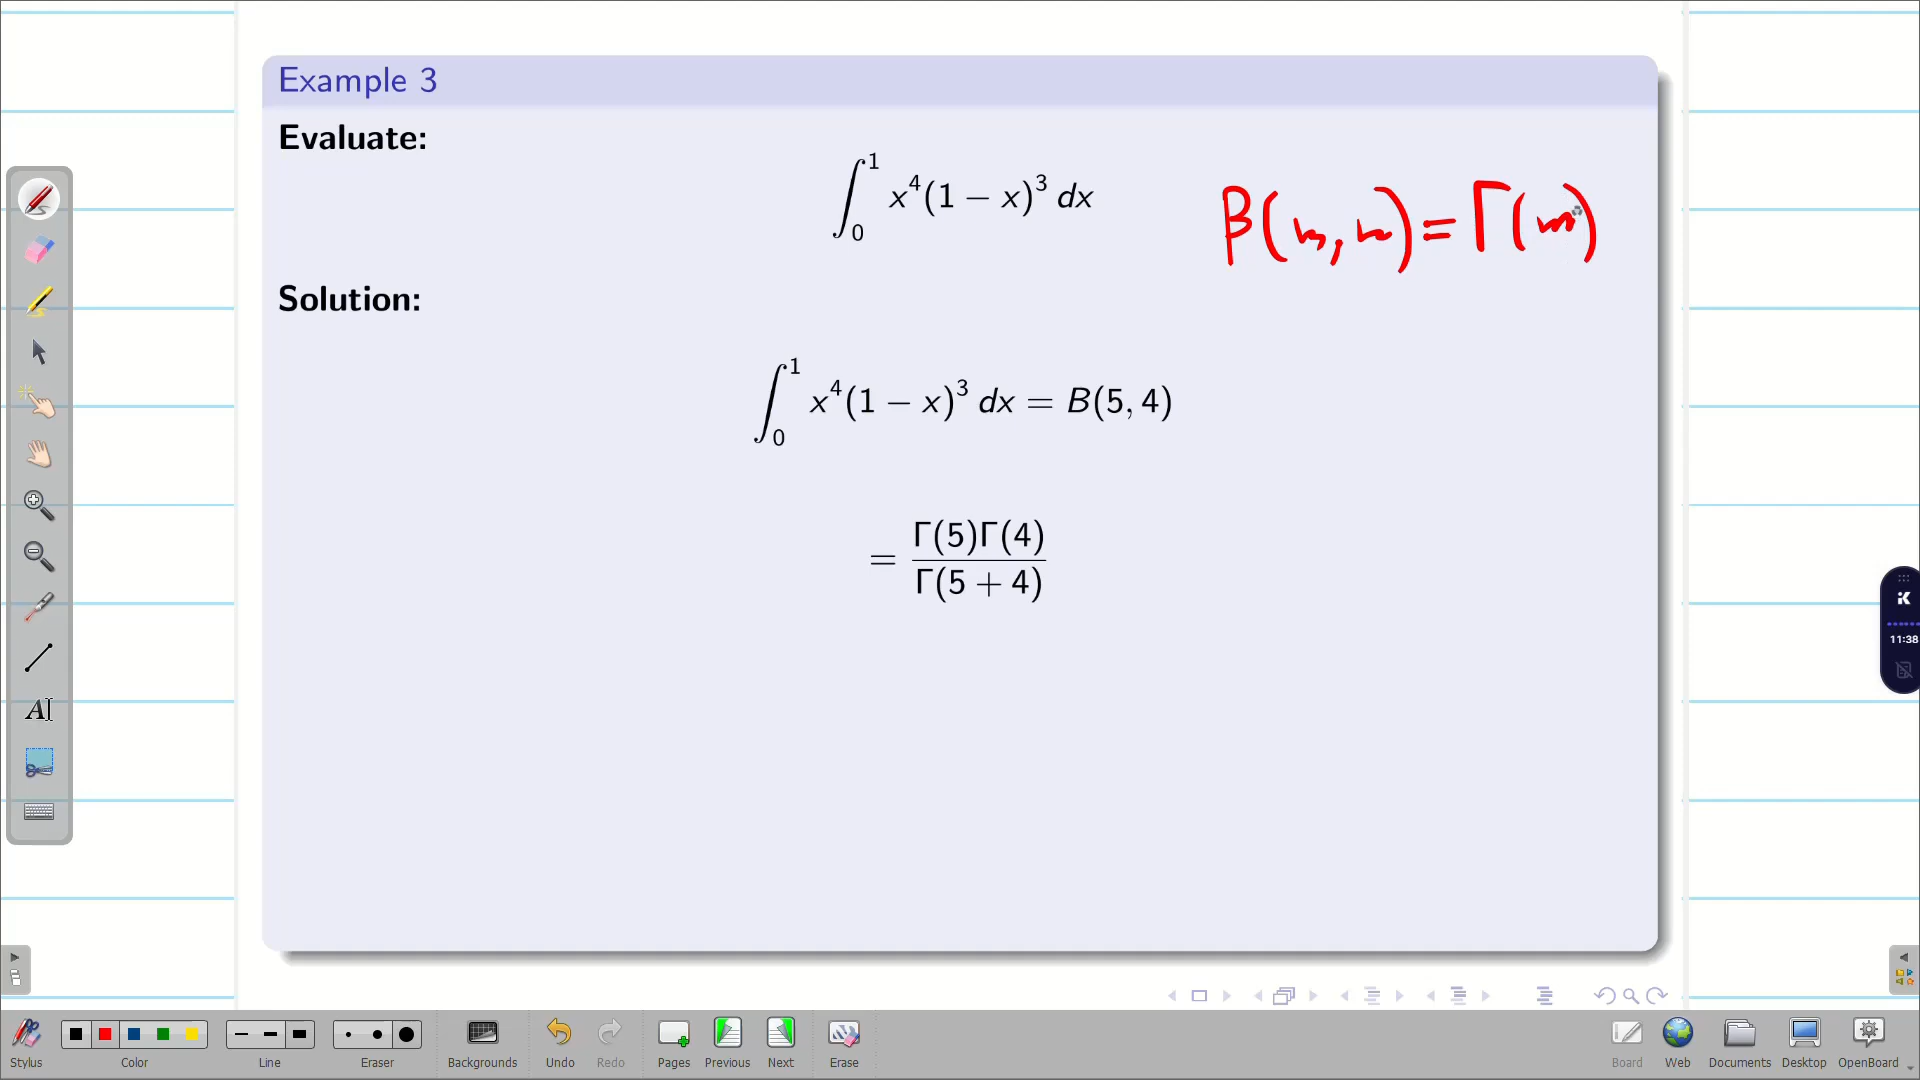 Example 3
Evaluate:
∫₀¹ x⁴(1 − x)³ dx
B(m, n) = Γ(m)
Solution:
∫₀¹ x⁴(1 − x)³ dx = B(5, 4)
= Γ(5)Γ(4) / Γ(5 + 4)
11:38
Stylus Color Line Eraser Backgrounds Undo Redo Pages Previous Next Erase Board Web Documents Desktop OpenBoard